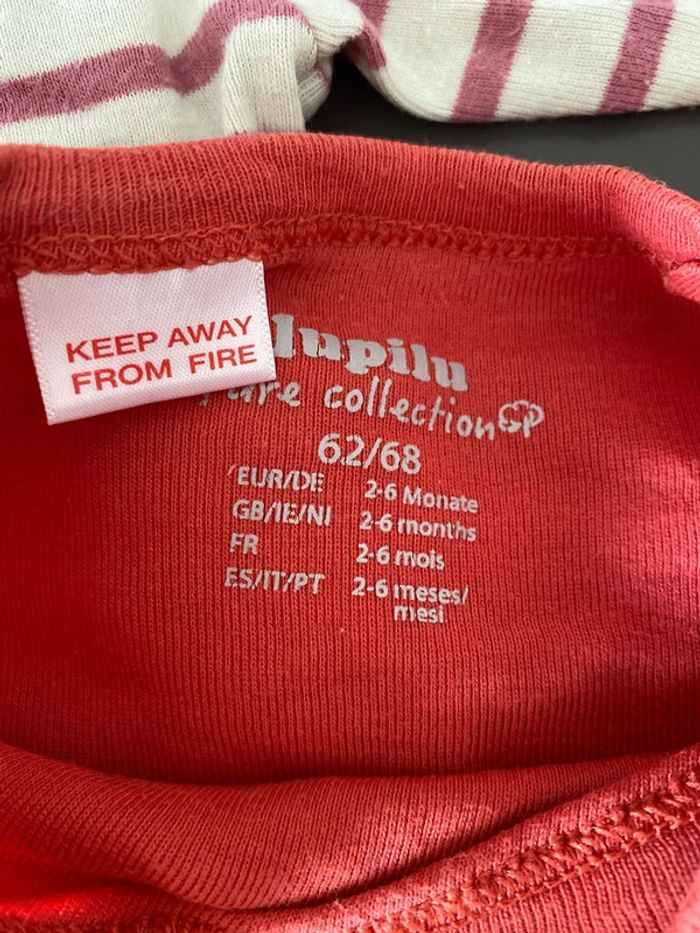 KEEP AWAY
FROM FIRE
lupilu
Pure collection
62/68
EUR/DE 2-6 Monate
GB/IE/NI 2-6 months
FR 2-6 mois
ES/IT/PT 2-6 meses/
mesi